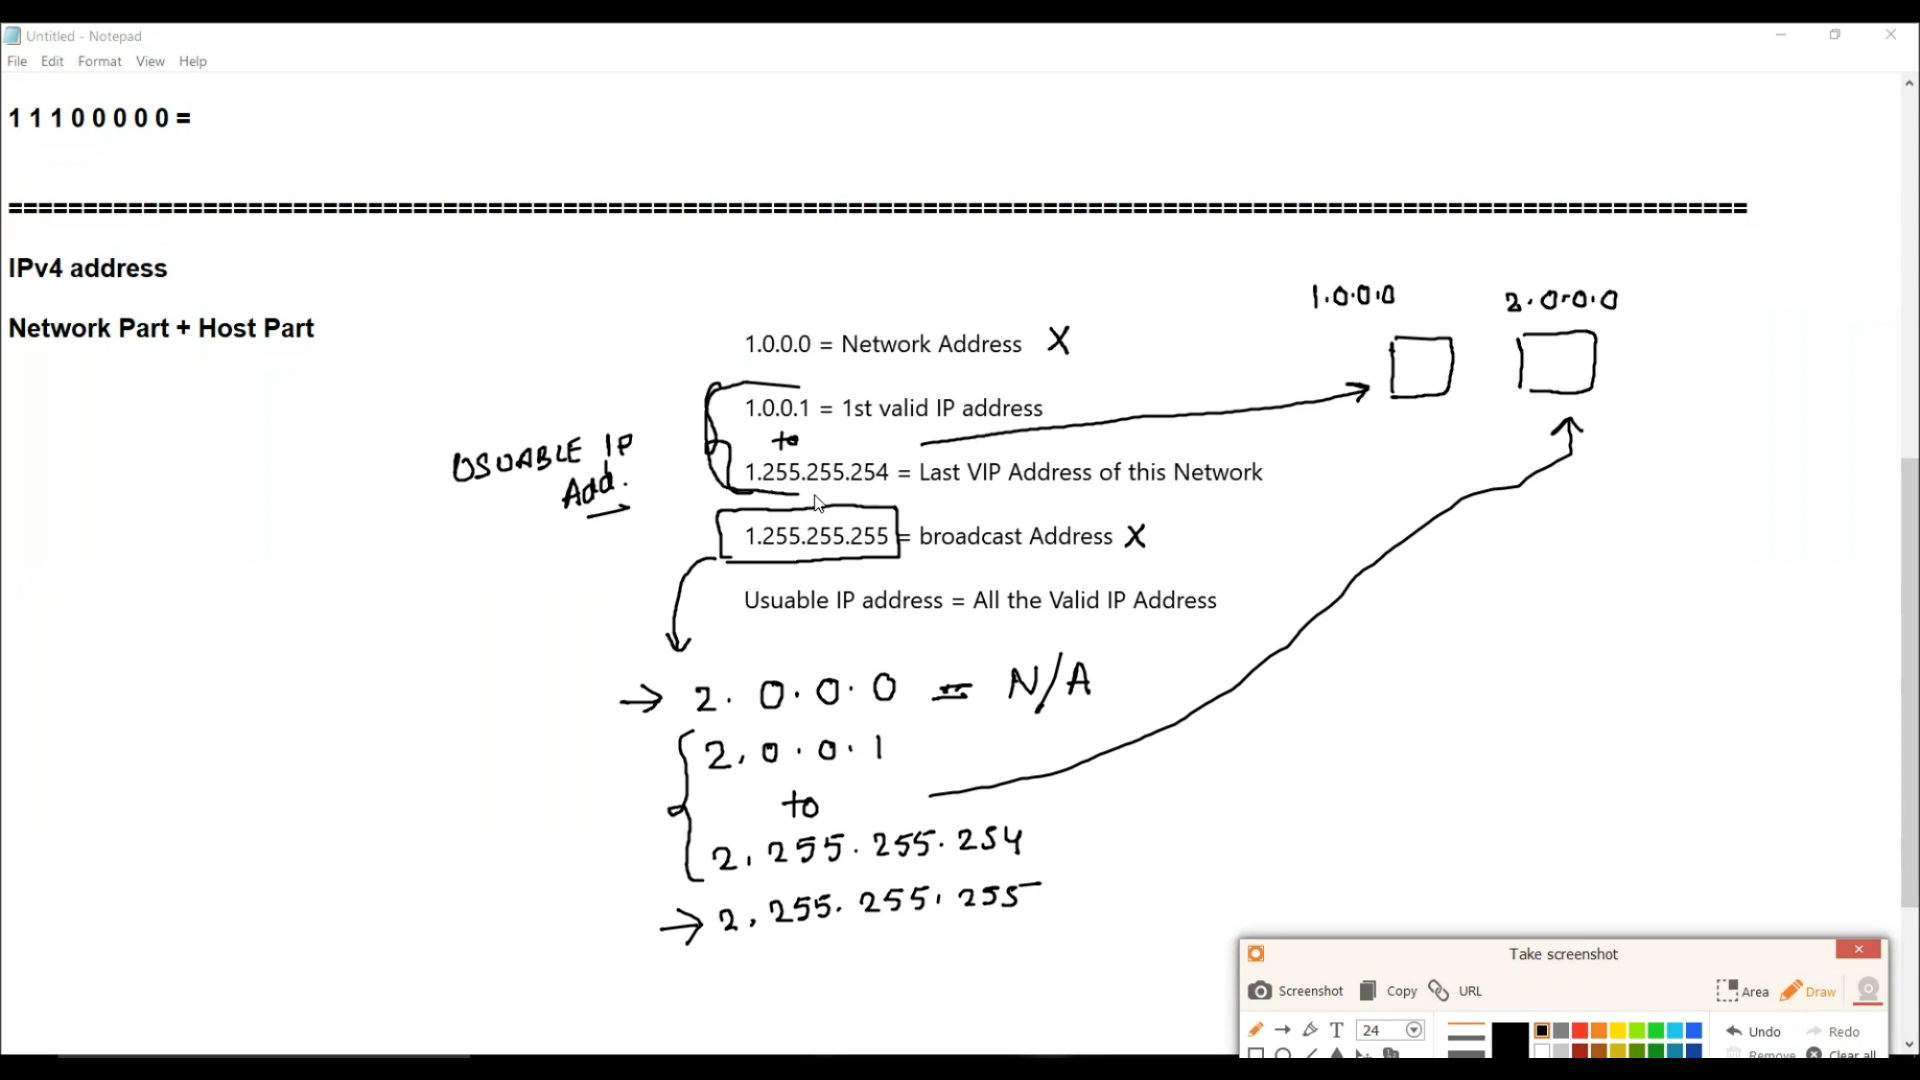 Untitled - Notepad
File Edit Format View Help
1 1 1 0 0 0 0 0 =
====================================================================================================================
IPv4 address
Network Part + Host Part
1.0.0.0 2.0.0.0
1.0.0.0 = Network Address X
1.0.0.1 = 1st valid IP address
to
USUABLE IP
Add.
1.255.255.254 = Last VIP Address of this Network
1.255.255.255 = broadcast Address X
Usuable IP address = All the Valid IP Address
→ 2.0.0.0 = N/A
2.0.0.1
to
2.255.255.254
→ 2.255.255.255
Take screenshot
Screenshot Copy URL Area Draw
T 24 Undo Redo
Remove Clear all